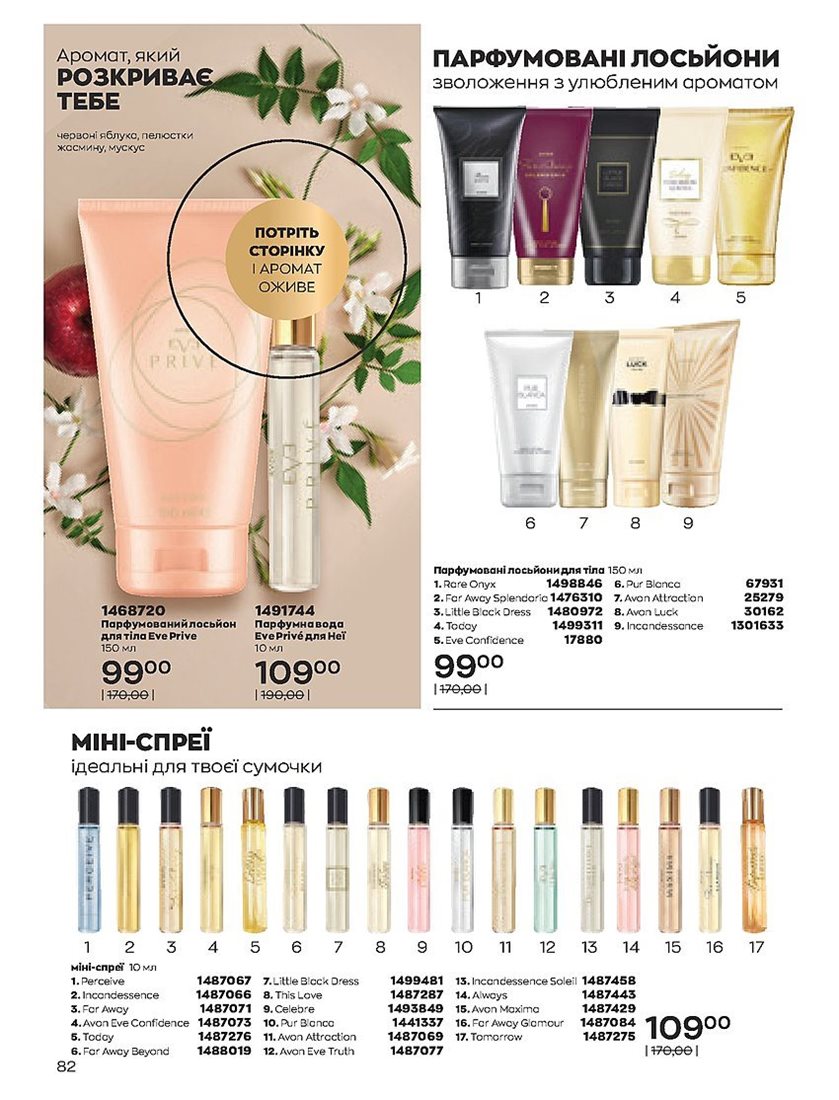 Аромат, який
РОЗКРИВАЄ
ТЕБЕ
червоні яблука, пелюстки
жасмину, мускус
ПОТРІТЬ
СТОРІНКУ
І АРОМАТ
ОЖИВЕ
EVE
PRIVÉ
EVE
PRIVÉ
1468720
Парфумований лосьйон
для тіла Eve Prive
150 мл
99⁰⁰
|170,00|
1491744
Парфумна вода
Eve Privé для Неї
10 мл
109⁰⁰
|190,00|
ПАРФУМОВАНІ ЛОСЬЙОНИ
зволоження з улюбленим ароматом
1 2 3 4 5
PUR BLANCA
LUCK
6 7 8 9
Парфумовані лосьйони для тіла 150 мл
1. Rare Onyx 1498846
2. Far Away Splendoria 1476310
3. Little Black Dress 1480972
4. Today 1499311
5. Eve Confidence 17880
6. Pur Blanca 67931
7. Avon Attraction 25279
8. Avon Luck 30162
9. Incandessance 1301633
99⁰⁰
|170,00|
МІНІ-СПРЕЇ
ідеальні для твоєї сумочки
PERCEIVE
1 2 3 4 5 6 7 8 9 10 11 12 13 14 15 16 17
міні-спреї 10 мл
1. Perceive 1487067
2. Incandessence 1487066
3. Far Away 1487071
4. Avon Eve Confidence 1487073
5. Today 1487276
6. Far Away Beyond 1488019
7. Little Black Dress 1499481
8. This Love 1487287
9. Celebre 1493849
10. Pur Blanca 1441337
11. Avon Attraction 1487069
12. Avon Eve Truth 1487077
13. Incandessence Soleil 1487458
14. Always 1487443
15. Avon Maxima 1487429
16. Far Away Glamour 1487084
17. Tomorrow 1487275
109⁰⁰
|170,00|
82